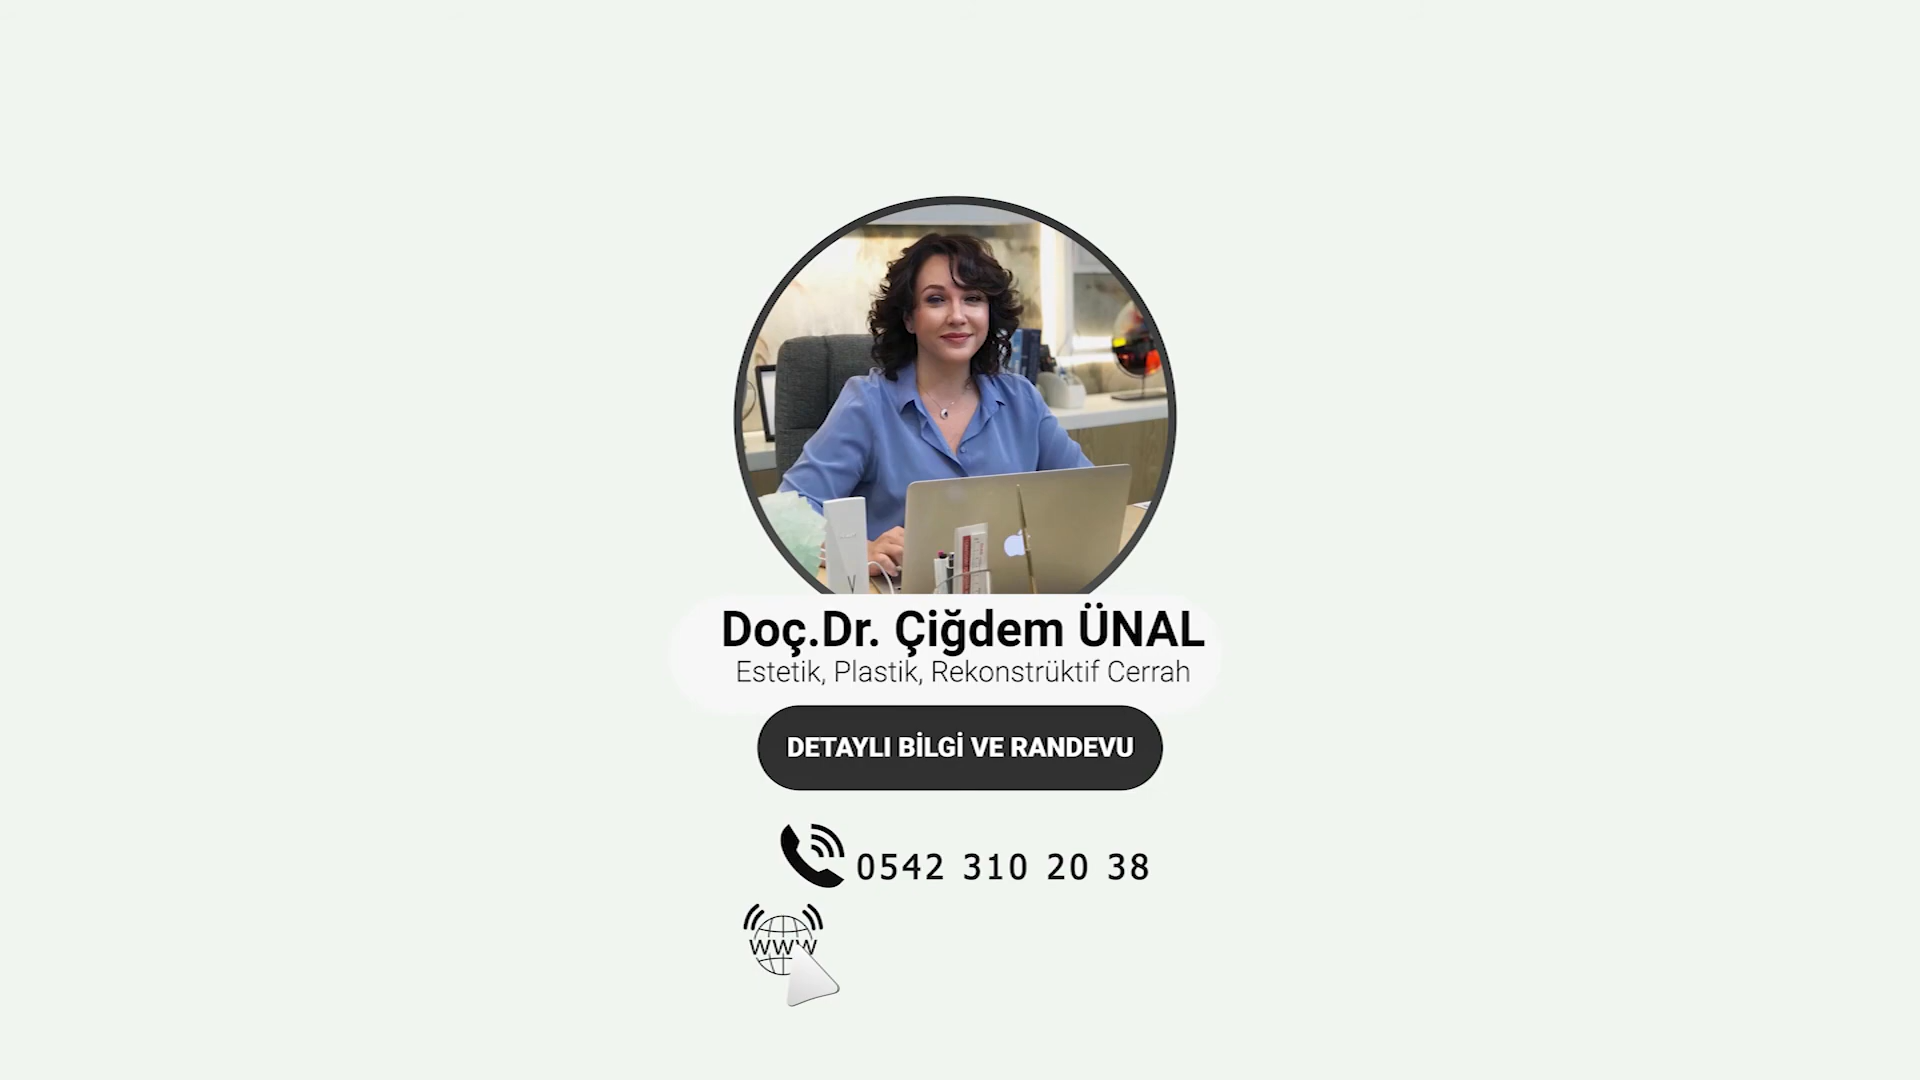 Doç.Dr. Çiğdem ÜNAL
Estetik, Plastik, Rekonstrüktif Cerrah
DETAYLI BİLGİ VE RANDEVU
0542 310 20 38
WWW